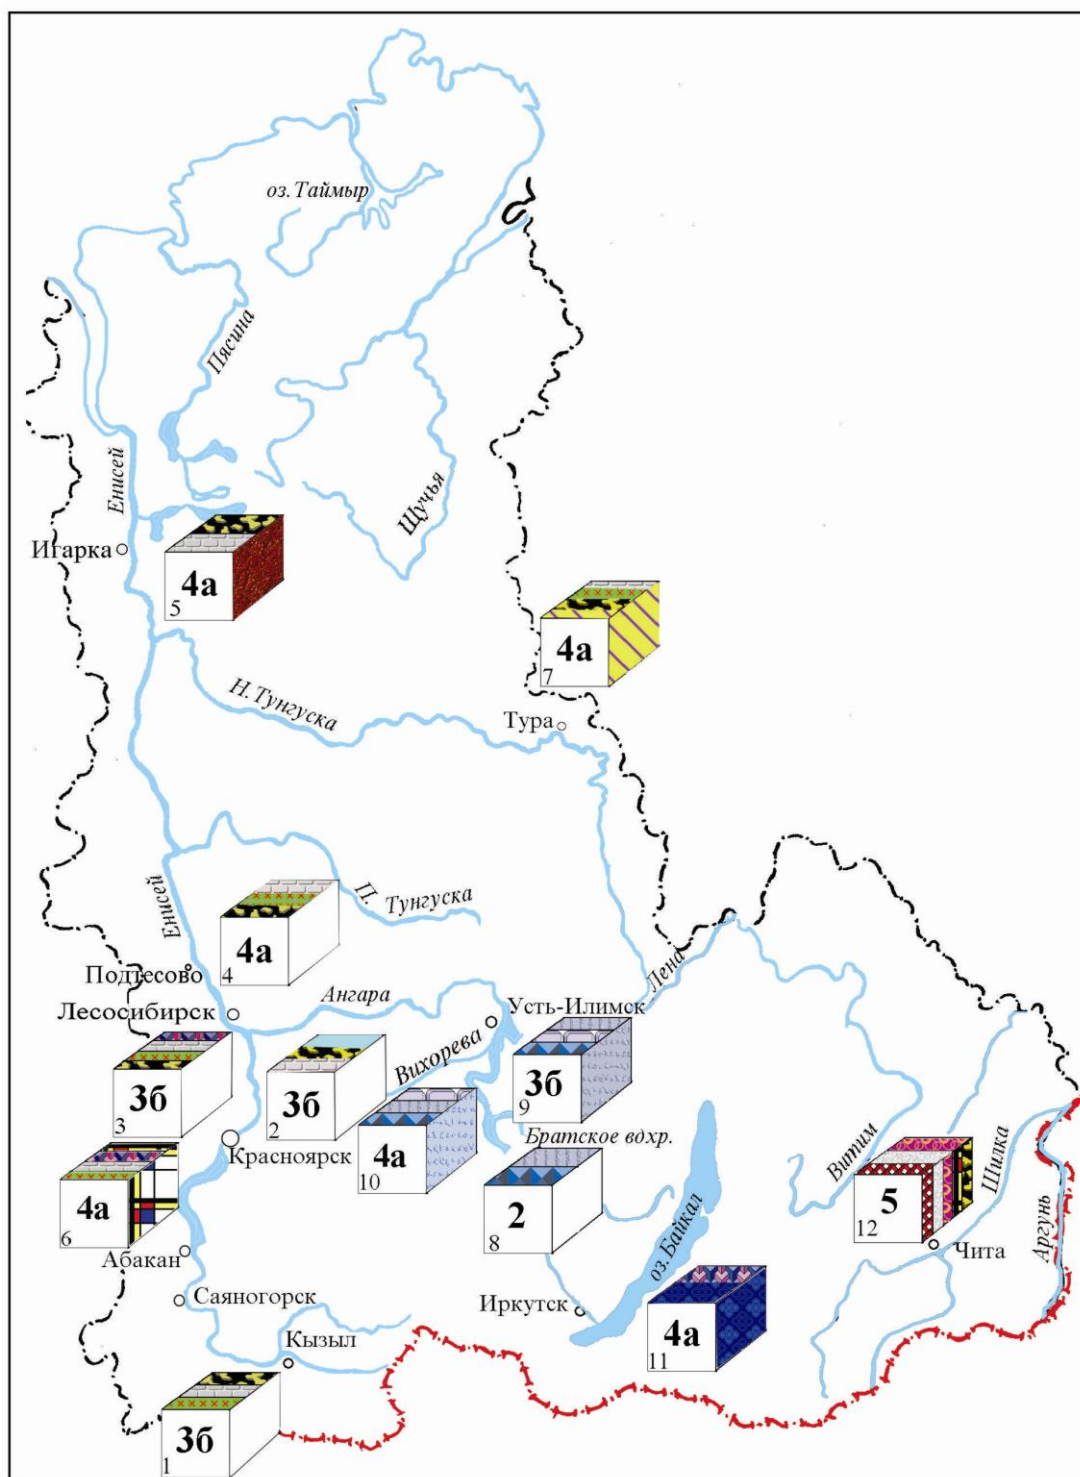 оз. Таймыр
Пясина
Енисей
Щучья
Игарка
4а
5
4а
7
Н.Тунгуска
Тура
Енисей
П. Тунгуска
4а
4
Подтесово
Лена
Ангара
Лесосибирск
Усть-Илимск
Вихорева
3б
3
3б
2
3б
9
Братское вдхр.
Красноярск
4а
10
Витим
Шилка
4а
6
2
8
5
12
Аргунь
оз.Байкал
Чита
Абакан
Саяногорск
Иркутск
4а
11
Кызыл
3б
1